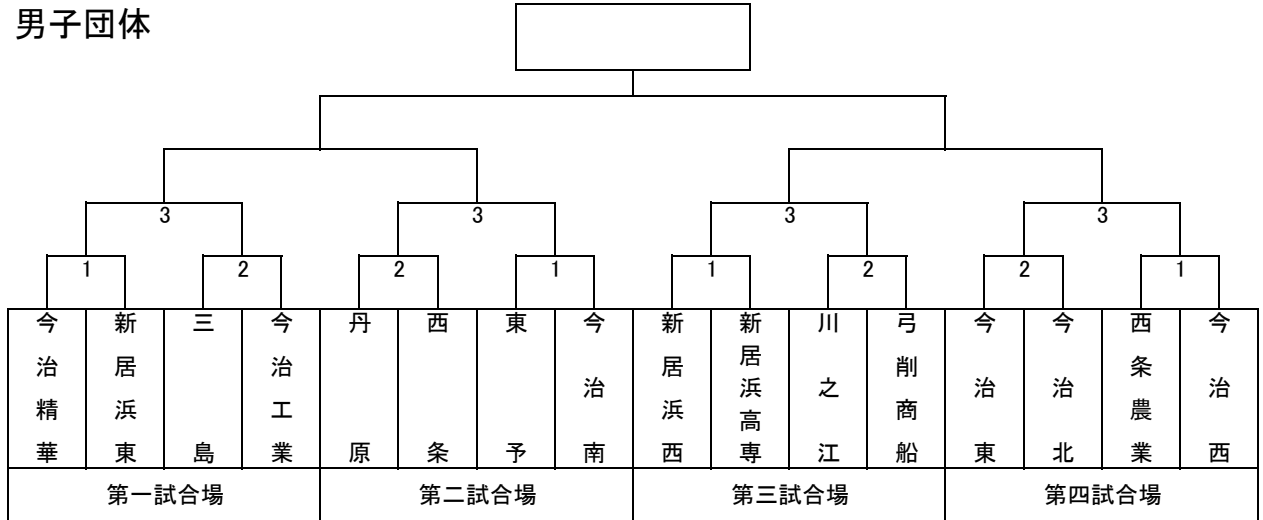 男子団体
3 3 3 3
1 2 2 1 1 2 2 1
今治精華 新居浜東 三島 今治工業 丹原 西条 東予 今治南 新居浜西 新居浜高専 川之江 弓削商船 今治東 今治北 西条農業 今治西
第一試合場 第二試合場 第三試合場 第四試合場